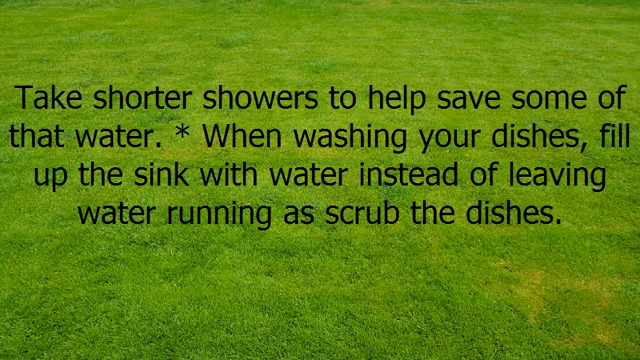 Take shorter showers to help save some of
that water. * When washing your dishes, fill
up the sink with water instead of leaving
water running as scrub the dishes.